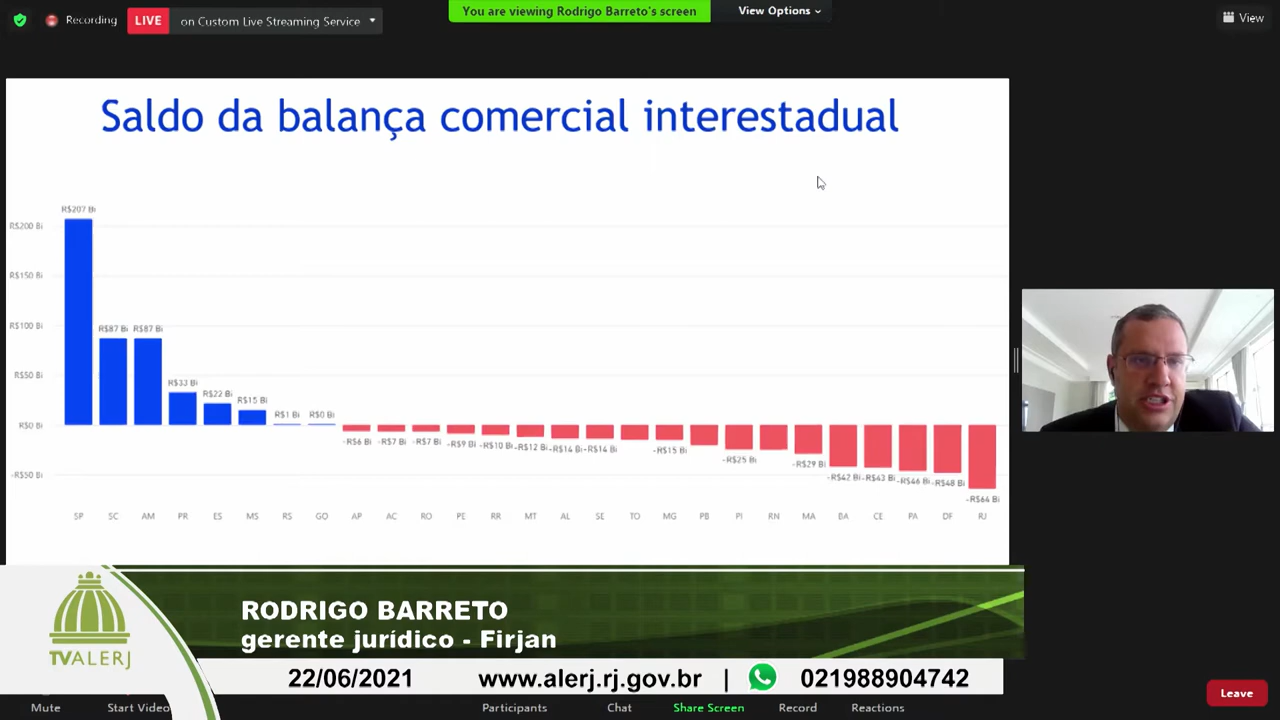 Recording
LIVE
on Custom Live Streaming Service
You are viewing Rodrigo Barreto's screen
View Options
View
Saldo da balança comercial interestadual
R$200 Bi
R$150 Bi
R$100 Bi
R$50 Bi
R$0 Bi
-R$50 Bi
R$207 Bi
R$87 Bi
R$87 Bi
R$33 Bi
R$22 Bi
R$15 Bi
R$1 Bi
R$0 Bi
-R$6 Bi
-R$7 Bi
-R$7 Bi
-R$9 Bi
-R$10 Bi
-R$12 Bi
-R$14 Bi
-R$14 Bi
-R$15 Bi
-R$25 Bi
-R$29 Bi
-R$42 Bi
-R$43 Bi
-R$46 Bi
-R$48 Bi
-R$64 Bi
SP SC AM PR ES MS RS GO AP AC RO PE RR MT AL SE TO MG PB PI RN MA BA CE PA DF RJ
RODRIGO BARRETO
gerente jurídico - Firjan
TVALERJ
22/06/2021 www.alerj.rj.gov.br | 021988904742
Mute Start Video Participants Chat Share Screen Record Reactions
Leave